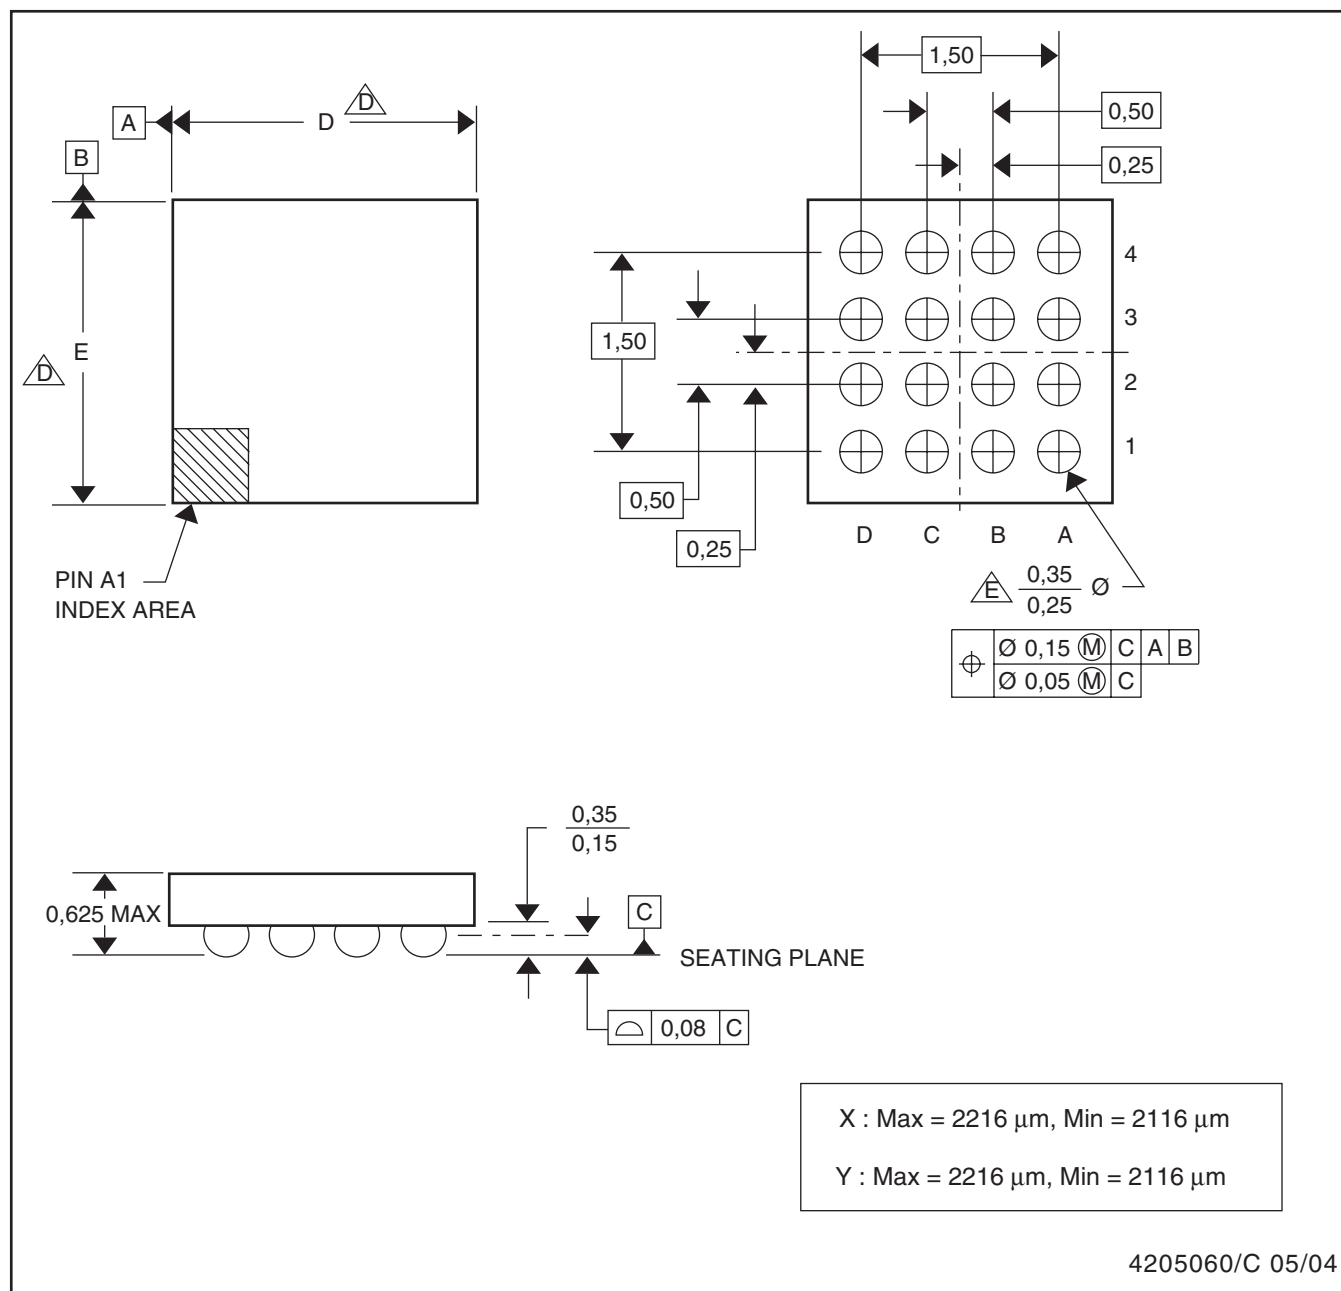 1,50
D
D
A
0,50
B
0,25
4
3
1,50
E
D
2
1
0,50
0,25
D C B A
PIN A1
INDEX AREA
E 0,35 Ø
0,25
Ø 0,15 Ⓜ C A B
Ø 0,05 Ⓜ C
0,35
0,15
0,625 MAX
C
SEATING PLANE
0,08 C
X : Max = 2216 μm, Min = 2116 μm
Y : Max = 2216 μm, Min = 2116 μm
4205060/C 05/04